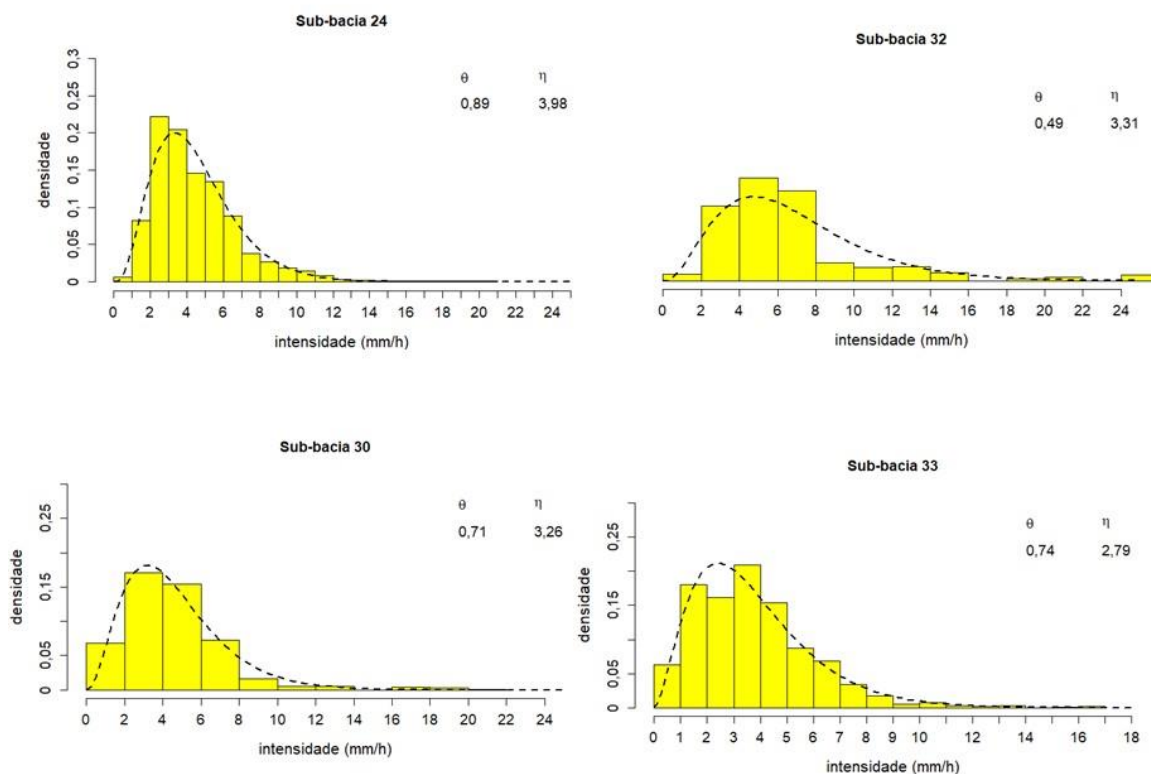 Sub-bacia 24
θ η
0,89 3,98
densidade
0 0,05 0,1 0,15 0,2 0,25 0,3
0 2 4 6 8 10 12 14 16 18 20 22 24
intensidade (mm/h)
Sub-bacia 32
θ η
0,49 3,31
0 2 4 6 8 10 12 14 16 18 20 22 24
intensidade (mm/h)
Sub-bacia 30
θ η
0,71 3,26
densidade
0 0,05 0,15 0,25
0 2 4 6 8 10 12 14 16 18 20 22 24
intensidade (mm/h)
Sub-bacia 33
θ η
0,74 2,79
densidade
0 0,05 0,15 0,25
0 1 2 3 4 5 6 7 8 9 10 11 12 13 14 16 18
intensidade (mm/h)